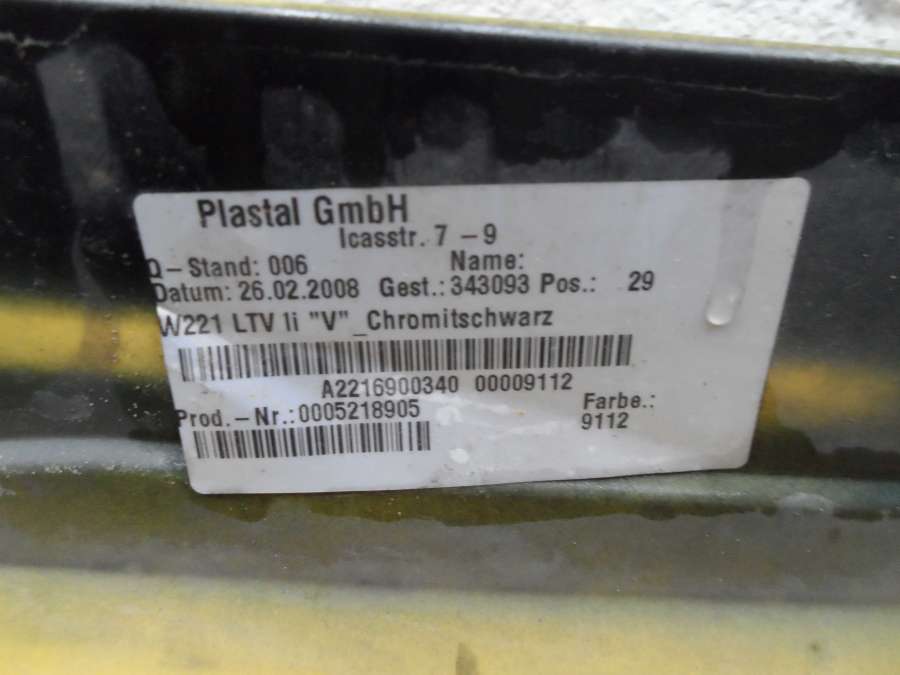 Plastal GmbH
Icasstr. 7 -9
Q-Stand: 006 Name:
Datum: 26.02.2008 Gest.: 343093 Pos.: 29
W221 LTV li "V"_Chromitschwarz
A2216900340 00009112
Prod.-Nr.:0005218905 Farbe.:
9112